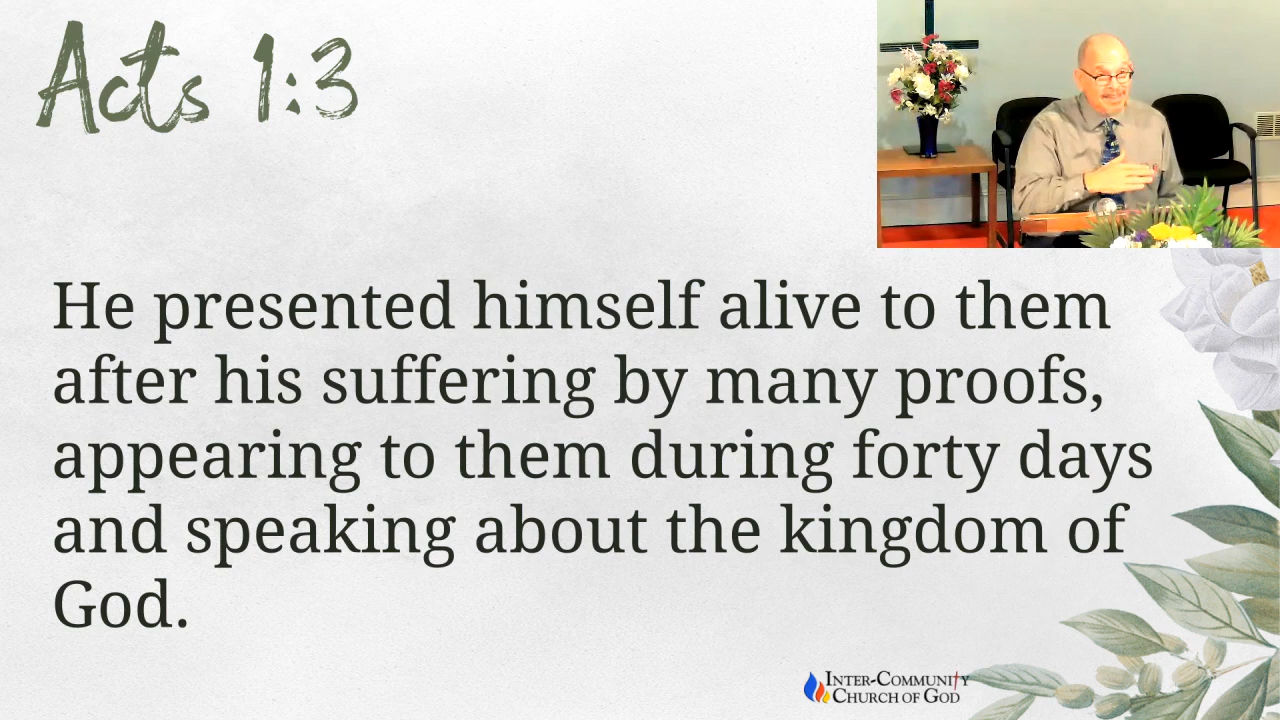 Acts 1:3
He presented himself alive to them
after his suffering by many proofs,
appearing to them during forty days
and speaking about the kingdom of
God.
Inter-Community
Church of God